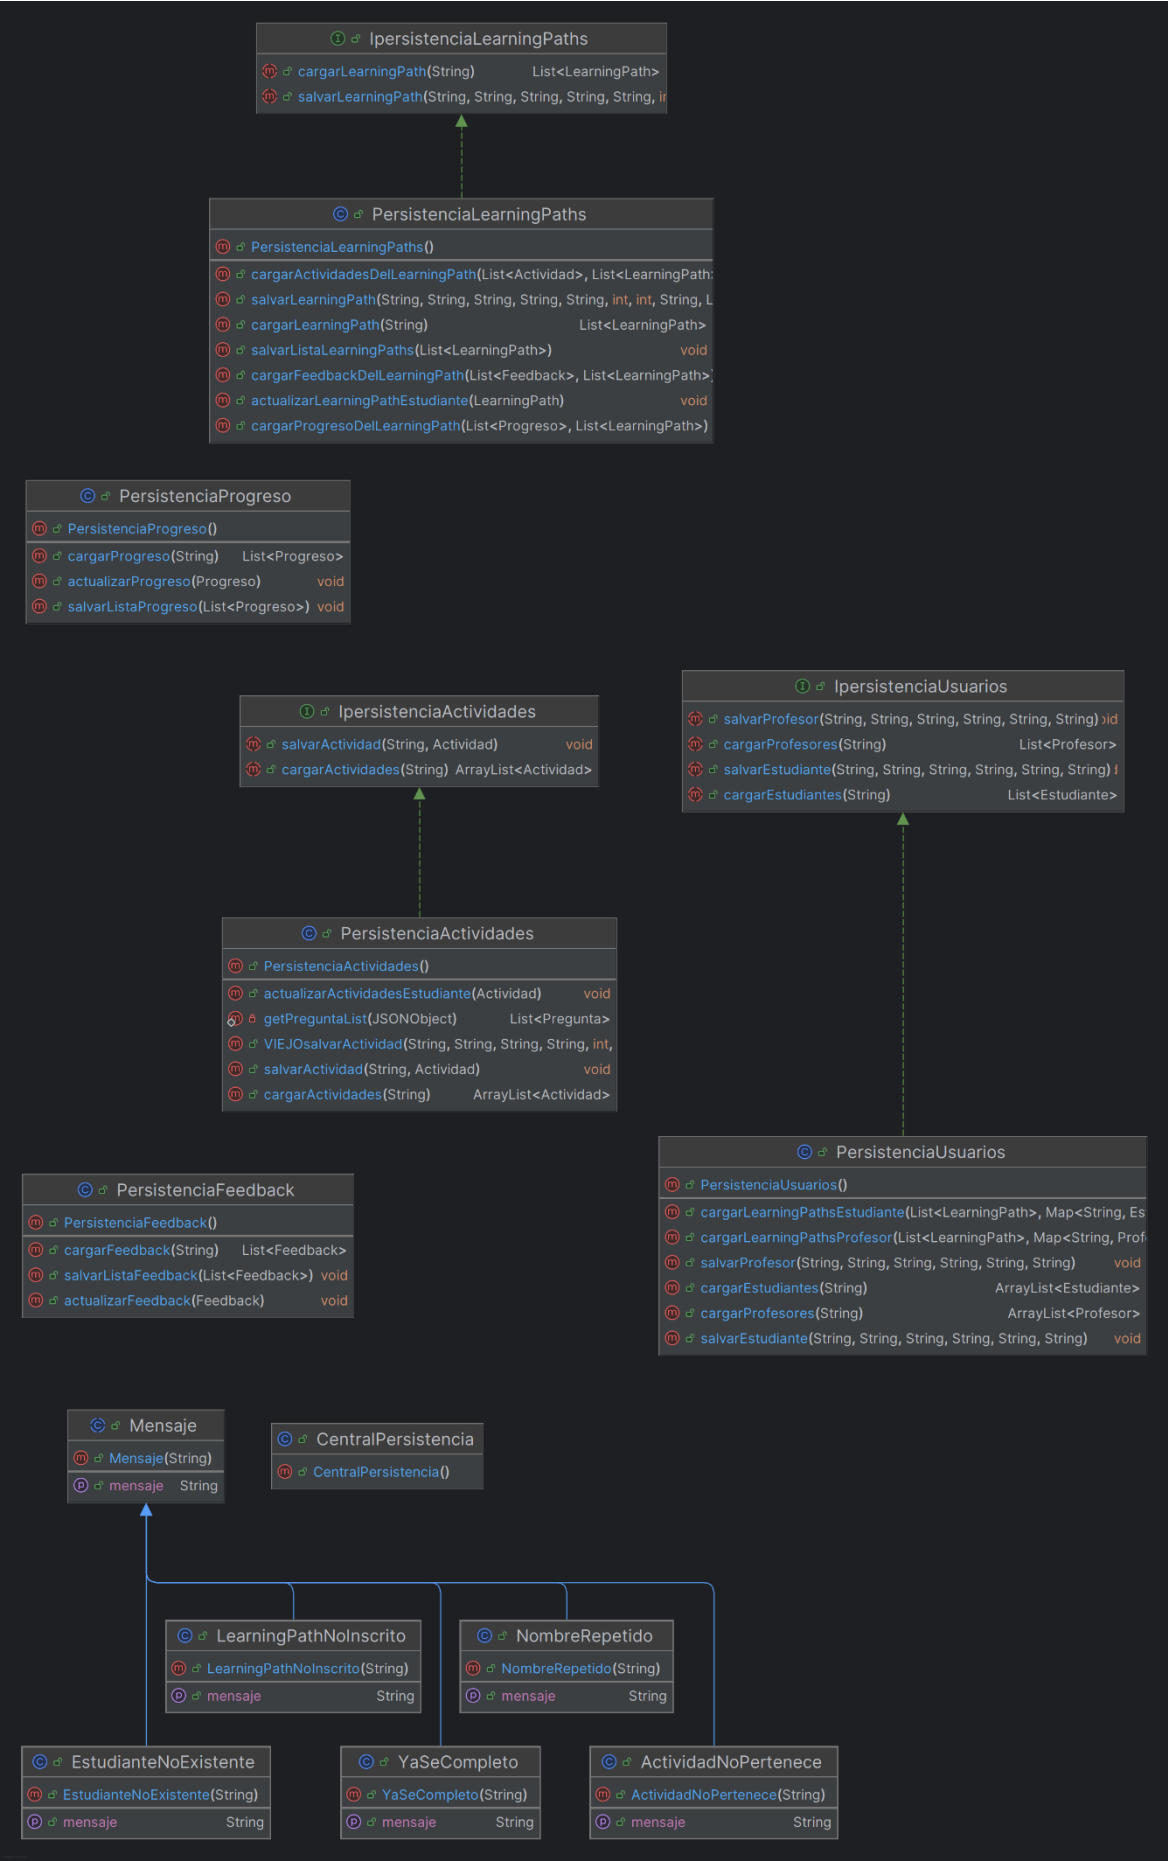 IpersistenciaLearningPaths
cargarLearningPath(String) List<LearningPath>
salvarLearningPath(String, String, String, String, String, in
PersistenciaLearningPaths
PersistenciaLearningPaths()
cargarActividadesDelLearningPath(List<Actividad>, List<LearningPath>
salvarLearningPath(String, String, String, String, String, int, int, String, L
cargarLearningPath(String) List<LearningPath>
salvarListaLearningPaths(List<LearningPath>) void
cargarFeedbackDelLearningPath(List<Feedback>, List<LearningPath>)
actualizarLearningPathEstudiante(LearningPath) void
cargarProgresoDelLearningPath(List<Progreso>, List<LearningPath>)
PersistenciaProgreso
PersistenciaProgreso()
cargarProgreso(String) List<Progreso>
actualizarProgreso(Progreso) void
salvarListaProgreso(List<Progreso>) void
IpersistenciaUsuarios
salvarProfesor(String, String, String, String, String, String) void
cargarProfesores(String) List<Profesor>
salvarEstudiante(String, String, String, String, String, String)
cargarEstudiantes(String) List<Estudiante>
IpersistenciaActividades
salvarActividad(String, Actividad) void
cargarActividades(String) ArrayList<Actividad>
PersistenciaActividades
PersistenciaActividades()
actualizarActividadesEstudiante(Actividad) void
getPreguntaList(JSONObject) List<Pregunta>
VIEJOsalvarActividad(String, String, String, String, int,
salvarActividad(String, Actividad) void
cargarActividades(String) ArrayList<Actividad>
PersistenciaUsuarios
PersistenciaUsuarios()
cargarLearningPathsEstudiante(List<LearningPath>, Map<String, Es
cargarLearningPathsProfesor(List<LearningPath>, Map<String, Prof
salvarProfesor(String, String, String, String, String, String) void
cargarEstudiantes(String) ArrayList<Estudiante>
cargarProfesores(String) ArrayList<Profesor>
salvarEstudiante(String, String, String, String, String, String) void
PersistenciaFeedback
PersistenciaFeedback()
cargarFeedback(String) List<Feedback>
salvarListaFeedback(List<Feedback>) void
actualizarFeedback(Feedback) void
Mensaje
Mensaje(String)
mensaje String
CentralPersistencia
CentralPersistencia()
LearningPathNoInscrito
LearningPathNoInscrito(String)
mensaje String
NombreRepetido
NombreRepetido(String)
mensaje String
EstudianteNoExistente
EstudianteNoExistente(String)
mensaje String
YaSeCompleto
YaSeCompleto(String)
mensaje String
ActividadNoPertenece
ActividadNoPertenece(String)
mensaje String